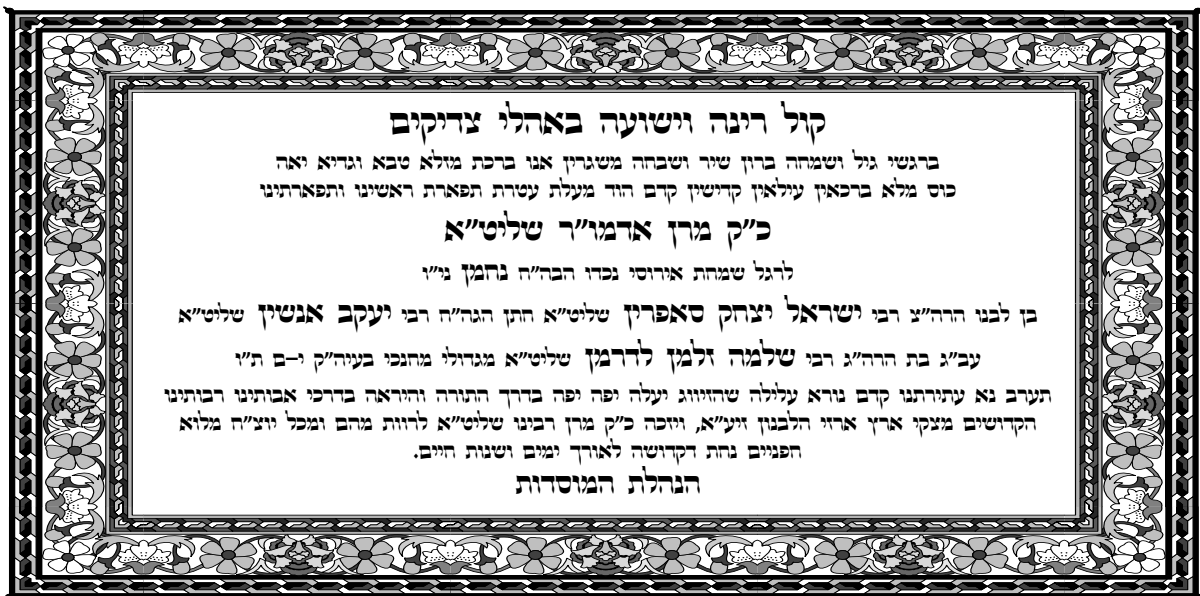 קול רינה וישועה באהלי צדיקים
ברגשי גיל ושמחה ברון שיר ושבחה משגרין אנו ברכת מזלא טבא וגדיא יאה
כוס מלא ברכאין עילאין קדישין קדם הוד מעלת עטרת תפארת ראשינו ותפארתינו
כ"ק מרן אדמו"ר שליט"א
לרגל שמחת אירוסי נכדו הבה"ח נחמן ני"ו
בן לבנו הרה"צ רבי ישראל יצחק סאפרין שליט"א חתן הגה"ח רבי יעקב אנשין שליט"א
עב"ג בת הרה"ג רבי שלמה זלמן לדרמן שליט"א מגדולי מחנכי בעיה"ק י-ם ת"ו
תערב נא עתירתנו קדם נורא עלילה שהזיווג יעלה יפה יפה בדרך התורה והיראה בדרכי אבותינו רבותינו
הקדושים מצקי ארץ ארזי הלבנון זיע"א, ויזכה כ"ק מרן רבינו שליט"א לרוות מהם ומכל יוצ"ח מלוא
חפניים נחת דקדושה לאורך ימים ושנות חיים.
הנהלת המוסדות